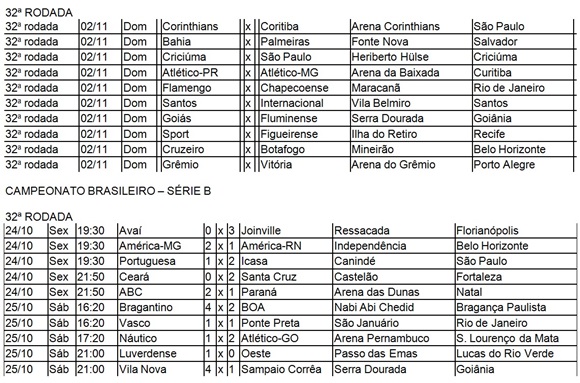 32ª RODADA
32ª rodada 02/11 Dom Corinthians x Coritiba Arena Corinthians São Paulo
32ª rodada 02/11 Dom Bahia x Palmeiras Fonte Nova Salvador
32ª rodada 02/11 Dom Criciúma x São Paulo Heriberto Hülse Criciúma
32ª rodada 02/11 Dom Atlético-PR x Atlético-MG Arena da Baixada Curitiba
32ª rodada 02/11 Dom Flamengo x Chapecoense Maracanã Rio de Janeiro
32ª rodada 02/11 Dom Santos x Internacional Vila Belmiro Santos
32ª rodada 02/11 Dom Goiás x Fluminense Serra Dourada Goiânia
32ª rodada 02/11 Dom Sport x Figueirense Ilha do Retiro Recife
32ª rodada 02/11 Dom Cruzeiro x Botafogo Mineirão Belo Horizonte
32ª rodada 02/11 Dom Grêmio x Vitória Arena do Grêmio Porto Alegre
CAMPEONATO BRASILEIRO – SÉRIE B
32ª RODADA
24/10 Sex 19:30 Avaí 0 x 3 Joinville Ressacada Florianópolis
24/10 Sex 19:30 América-MG 2 x 1 América-RN Independência Belo Horizonte
24/10 Sex 19:30 Portuguesa 1 x 2 Icasa Canindé São Paulo
24/10 Sex 21:50 Ceará 0 x 2 Santa Cruz Castelão Fortaleza
24/10 Sex 21:50 ABC 2 x 1 Paraná Arena das Dunas Natal
25/10 Sáb 16:20 Bragantino 4 x 2 BOA Nabi Abi Chedid Bragança Paulista
25/10 Sáb 16:20 Vasco 1 x 1 Ponte Preta São Januário Rio de Janeiro
25/10 Sáb 17:20 Náutico 1 x 2 Atlético-GO Arena Pernambuco S. Lourenço da Mata
25/10 Sáb 21:00 Luverdense 1 x 0 Oeste Passo das Emas Lucas do Rio Verde
25/10 Sáb 21:00 Vila Nova 4 x 1 Sampaio Corrêa Serra Dourada Goiânia